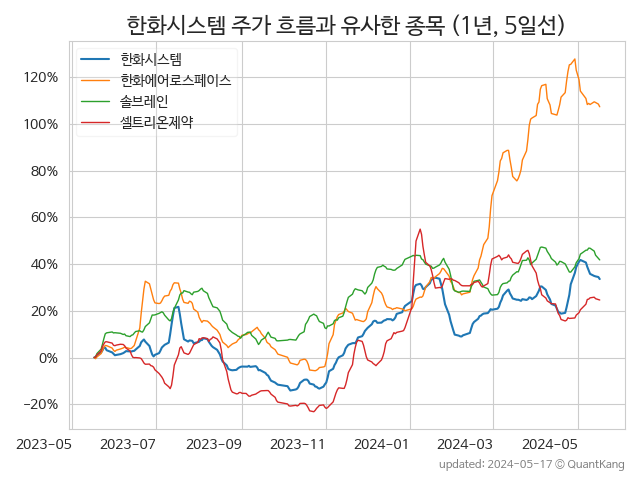 한화시스템 주가 흐름과 유사한 종목 (1년, 5일선)
한화시스템
한화에어로스페이스
솔브레인
셀트리온제약
120%
100%
80%
60%
40%
20%
0%
−20%
2023-05 2023-07 2023-09 2023-11 2024-01 2024-03 2024-05
updated: 2024-05-17 © QuantKang